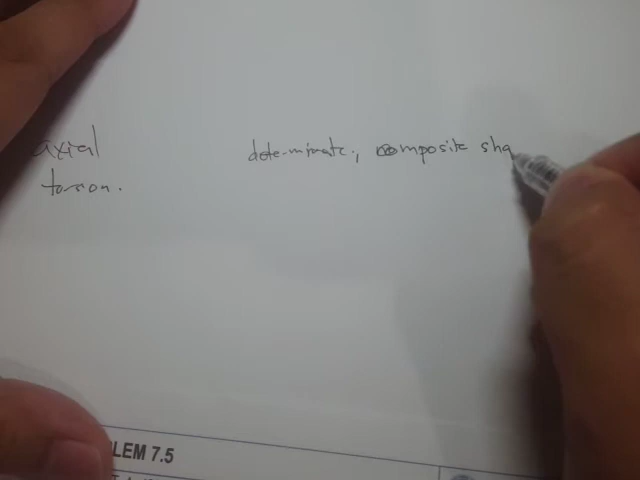 axial
determinate, composite sha
torsion.
LEM 7.5